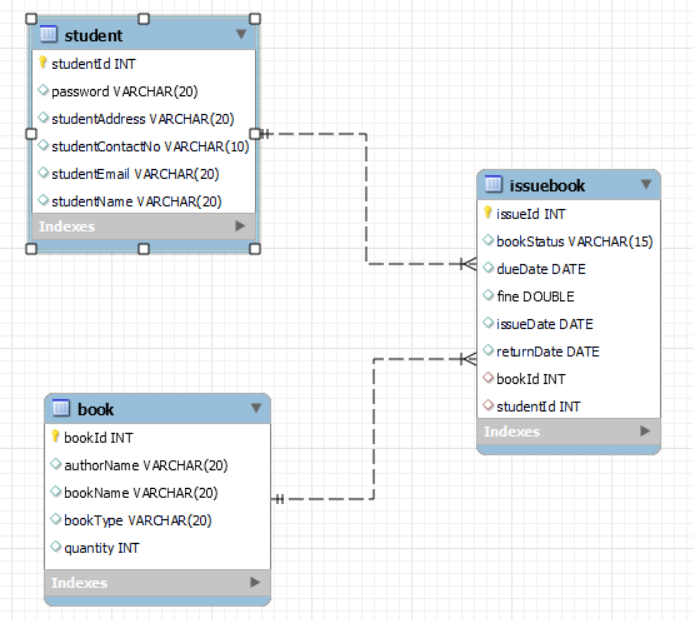 student
studentId INT
password VARCHAR(20)
studentAddress VARCHAR(20)
studentContactNo VARCHAR(10)
studentEmail VARCHAR(20)
studentName VARCHAR(20)
Indexes
issuebook
issueId INT
bookStatus VARCHAR(15)
dueDate DATE
fine DOUBLE
issueDate DATE
returnDate DATE
bookId INT
studentId INT
Indexes
book
bookId INT
authorName VARCHAR(20)
bookName VARCHAR(20)
bookType VARCHAR(20)
quantity INT
Indexes